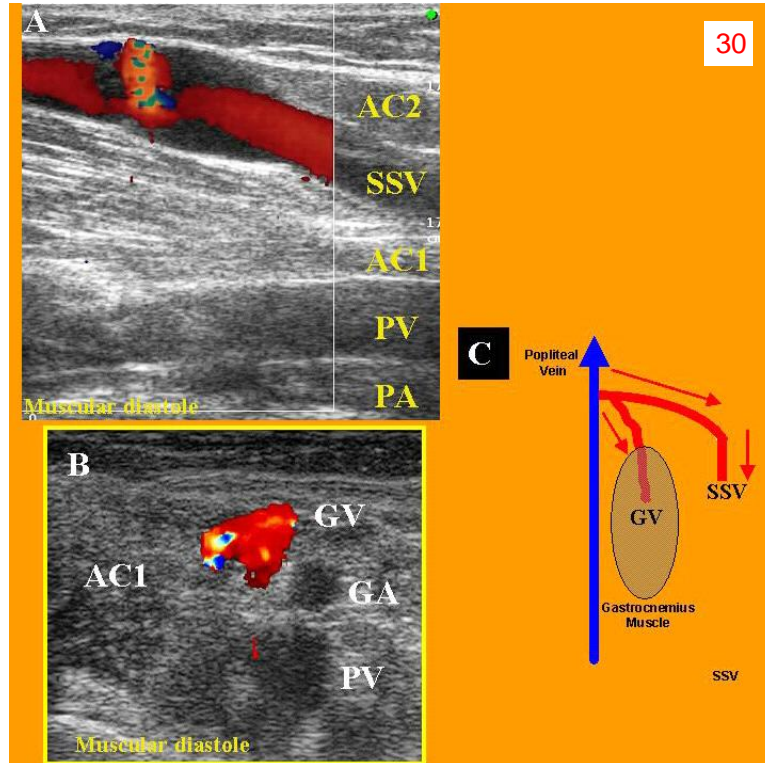 A
30
AC2
SSV
AC1
PV
PA
Muscular diastole
B
GV
AC1
GA
PV
Muscular diastole
C
Popliteal
Vein
SSV
GV
Gastrocnemius
Muscle
SSV